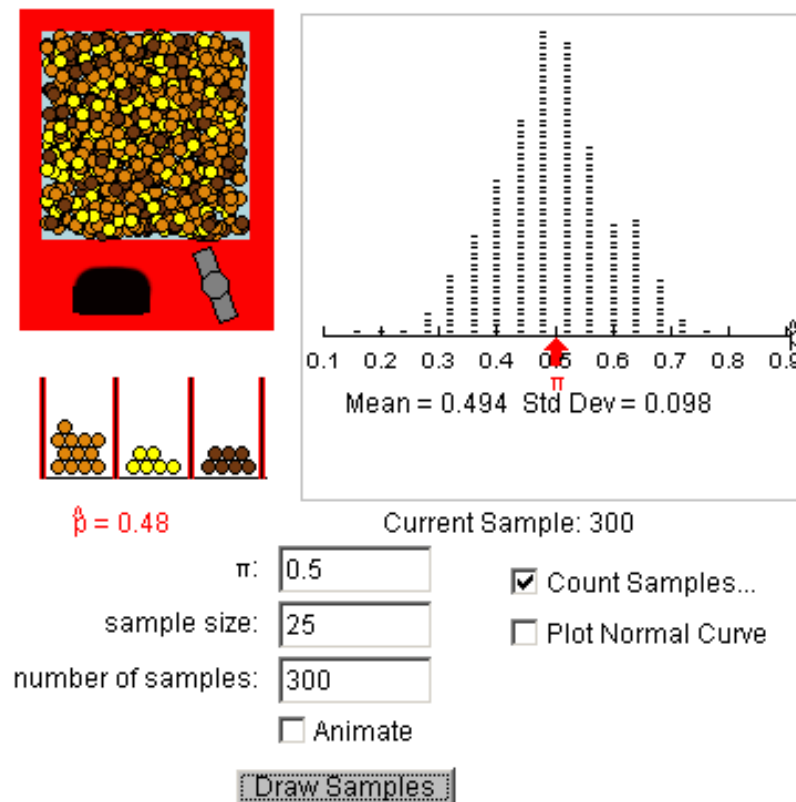 0.1 0.2 0.3 0.4 0.5 0.6 0.7 0.8 0.9
π
Mean = 0.494 Std Dev = 0.098
p̂ = 0.48
Current Sample: 300
π: 0.5
Count Samples...
sample size: 25
Plot Normal Curve
number of samples: 300
Animate
Draw Samples